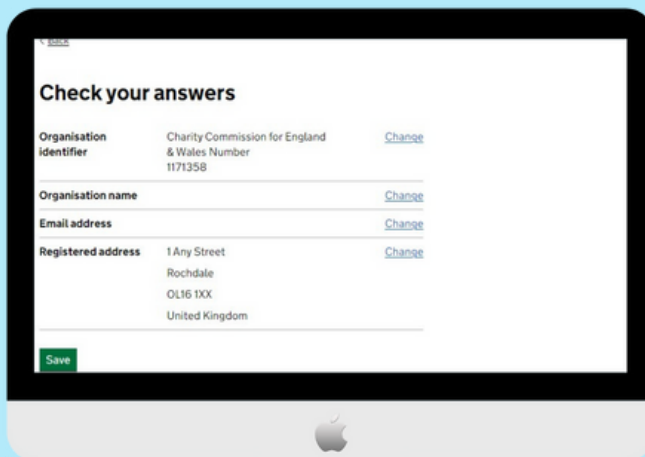 Back
Check your answers
Organisation identifier
Charity Commission for England
& Wales Number
1171358
Change
Organisation name
Change
Email address
Change
Registered address
1 Any Street
Rochdale
OL16 1XX
United Kingdom
Change
Save